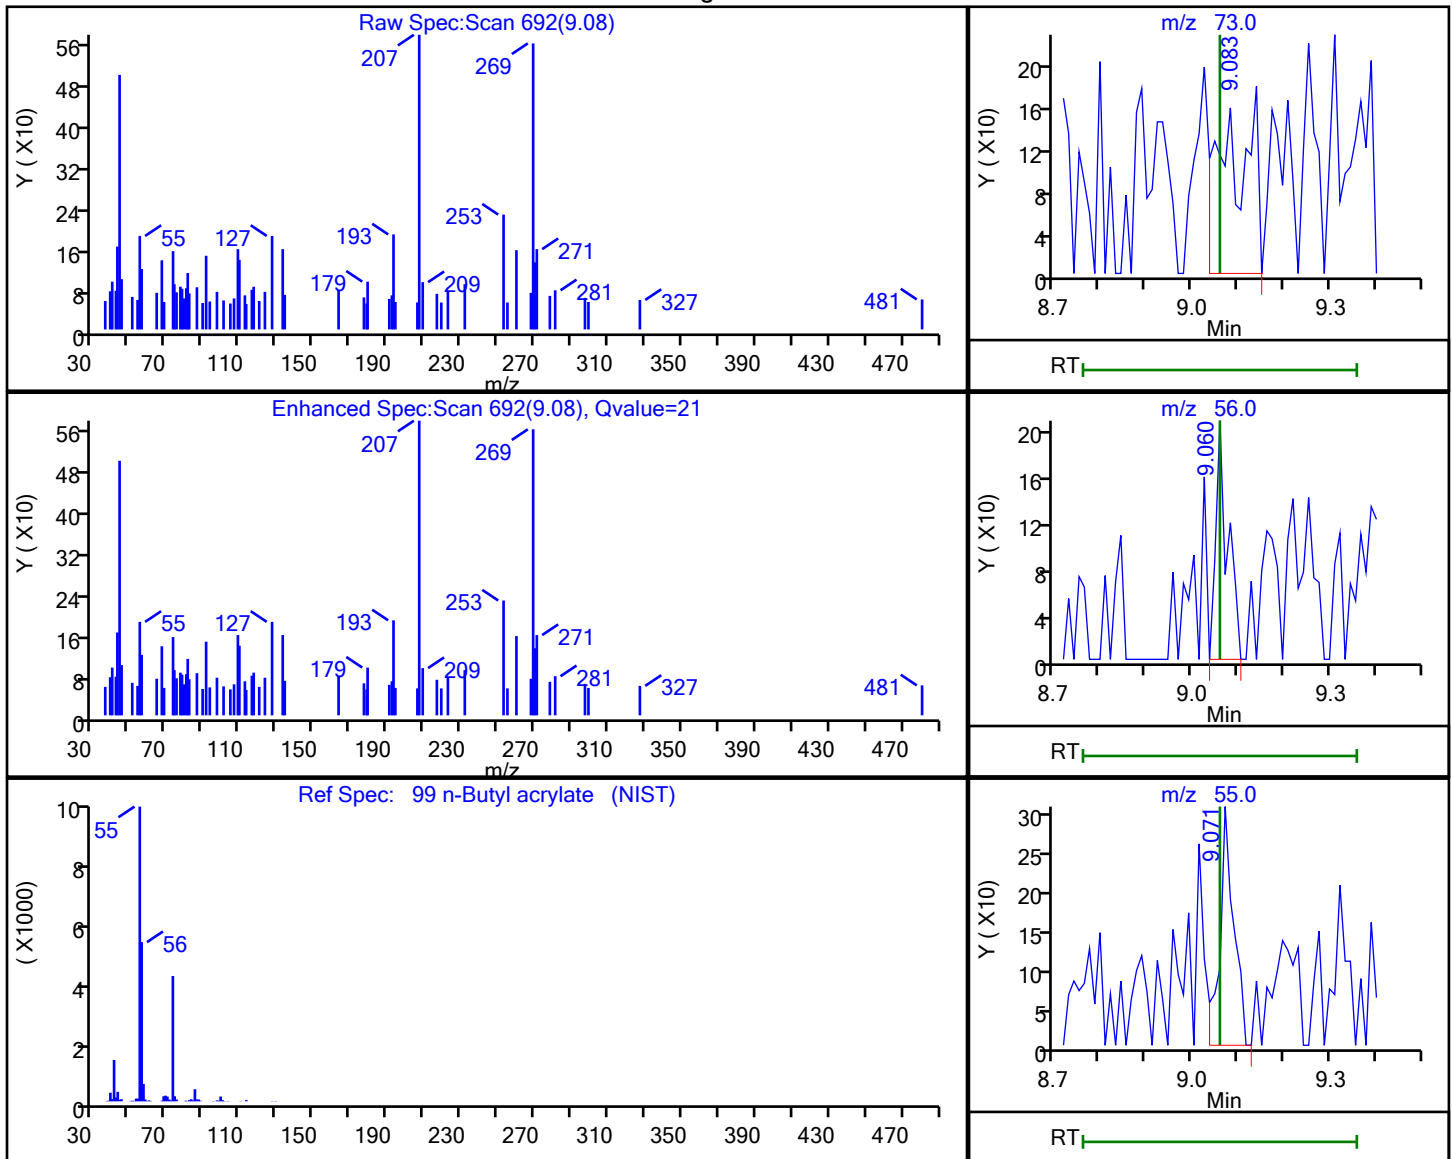 Raw Spec:Scan 692(9.08)
Y ( X10)
56
48
40
32
24
16
8
0
207
269
253
193
127
55
271
179
209
281
327
481
30 70 110 150 190 230 270 310 350 390 430 470
m/z
m/z 73.0
Y ( X10)
20
16
12
8
4
0
9.083
8.7 9.0 9.3
Min
RT
Enhanced Spec:Scan 692(9.08), Qvalue=21
Y ( X10)
56
48
40
32
24
16
8
0
207
269
253
193
127
55
271
179
209
281
327
481
30 70 110 150 190 230 270 310 350 390 430 470
m/z
m/z 56.0
Y ( X10)
20
16
12
8
4
0
9.060
8.7 9.0 9.3
Min
RT
Ref Spec: 99 n-Butyl acrylate (NIST)
( X1000)
10
8
6
4
2
0
55
56
30 70 110 150 190 230 270 310 350 390 430 470
m/z 55.0
Y ( X10)
30
25
20
15
10
5
0
9.071
8.7 9.0 9.3
Min
RT